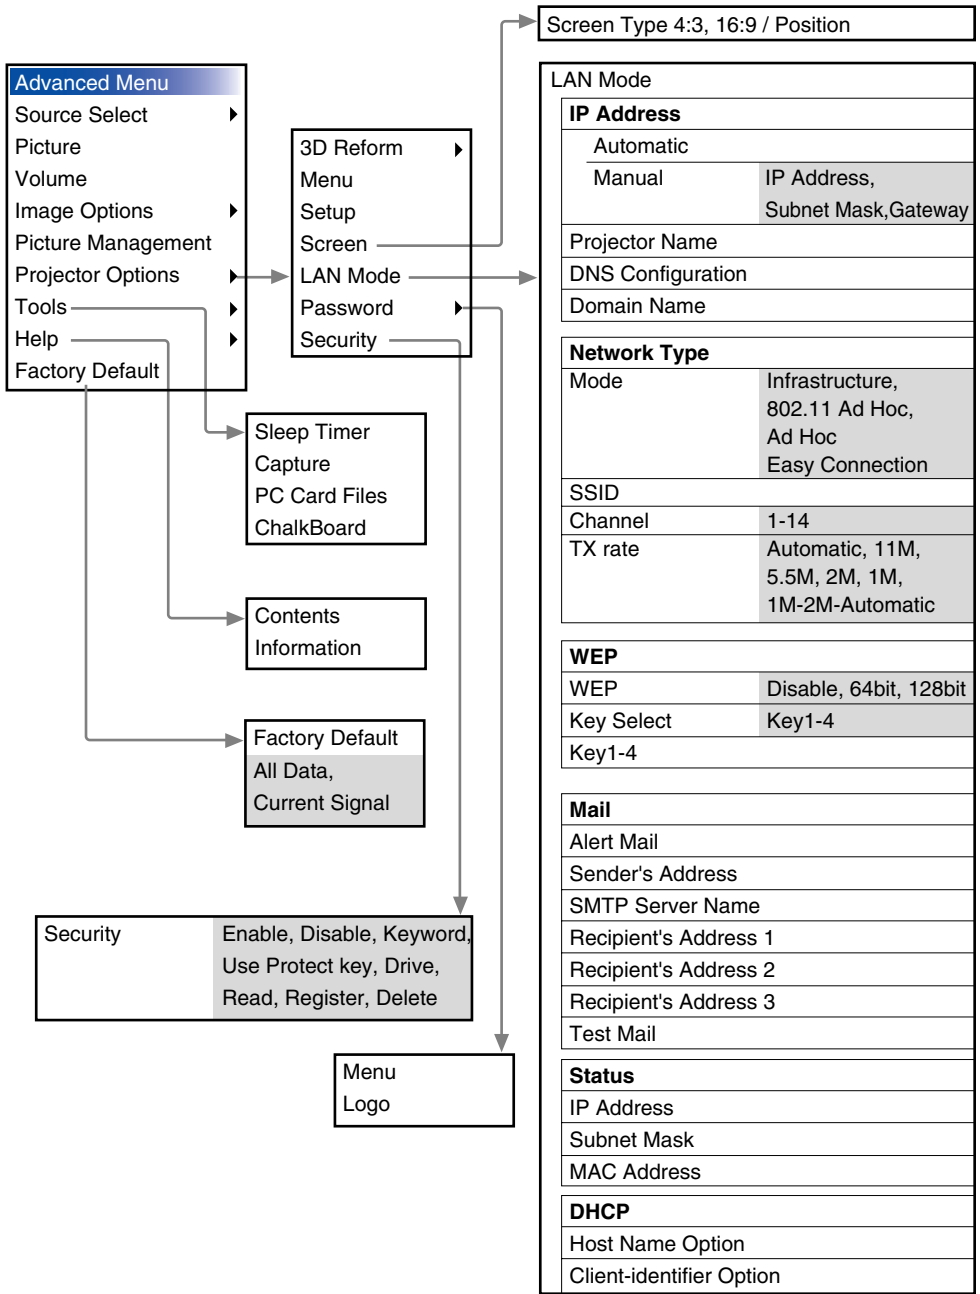 Screen Type 4:3, 16:9 / Position
Advanced Menu
Source Select
Picture
Volume
Image Options
Picture Management
Projector Options
Tools
Help
Factory Default
3D Reform
Menu
Setup
Screen
LAN Mode
Password
Security
Sleep Timer
Capture
PC Card Files
ChalkBoard
Contents
Information
Factory Default
All Data,
Current Signal
Security
Enable, Disable, Keyword,
Use Protect key, Drive,
Read, Register, Delete
Menu
Logo
LAN Mode
IP Address
Automatic
Manual
IP Address,
Subnet Mask,Gateway
Projector Name
DNS Configuration
Domain Name
Network Type
Mode
Infrastructure,
802.11 Ad Hoc,
Ad Hoc
Easy Connection
SSID
Channel
1-14
TX rate
Automatic, 11M,
5.5M, 2M, 1M,
1M-2M-Automatic
WEP
WEP
Disable, 64bit, 128bit
Key Select
Key1-4
Key1-4
Mail
Alert Mail
Sender's Address
SMTP Server Name
Recipient's Address 1
Recipient's Address 2
Recipient's Address 3
Test Mail
Status
IP Address
Subnet Mask
MAC Address
DHCP
Host Name Option
Client-identifier Option